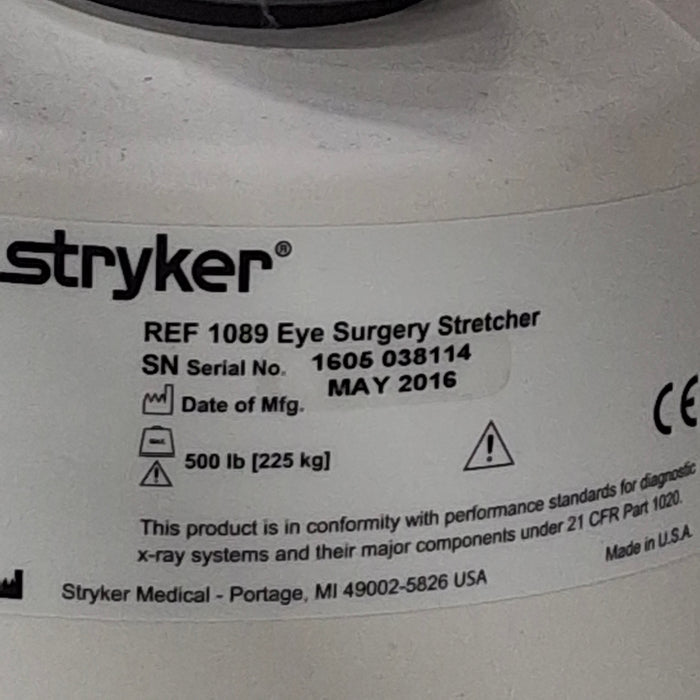 stryker®
REF 1089 Eye Surgery Stretcher
SN Serial No. 1605 038114
Date of Mfg. MAY 2016
500 lb [225 kg]
CE
This product is in conformity with performance standards for diagnostic
x-ray systems and their major components under 21 CFR Part 1020.
Made in U.S.A.
Stryker Medical - Portage, MI 49002-5826 USA